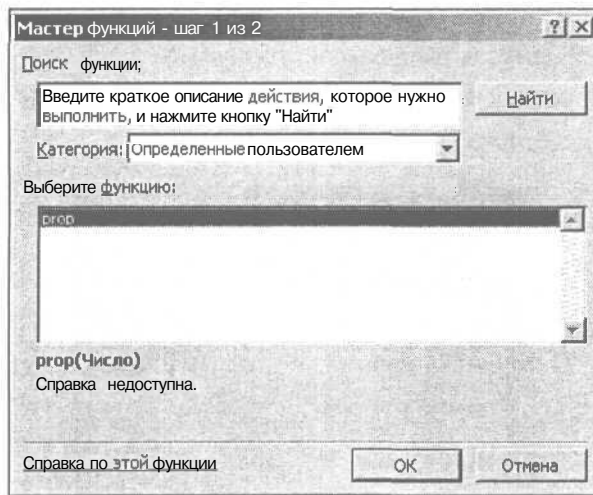 Мастер функций - шаг 1 из 2
Поиск функции;
Введите краткое описание действия, которое нужно
выполнить, и нажмите кнопку "Найти"
Найти
Категория: Определенные пользователем
Выберите функцию:
prop
prop(Число)
Справка недоступна.
Справка по этой функции
ОК
Отмена